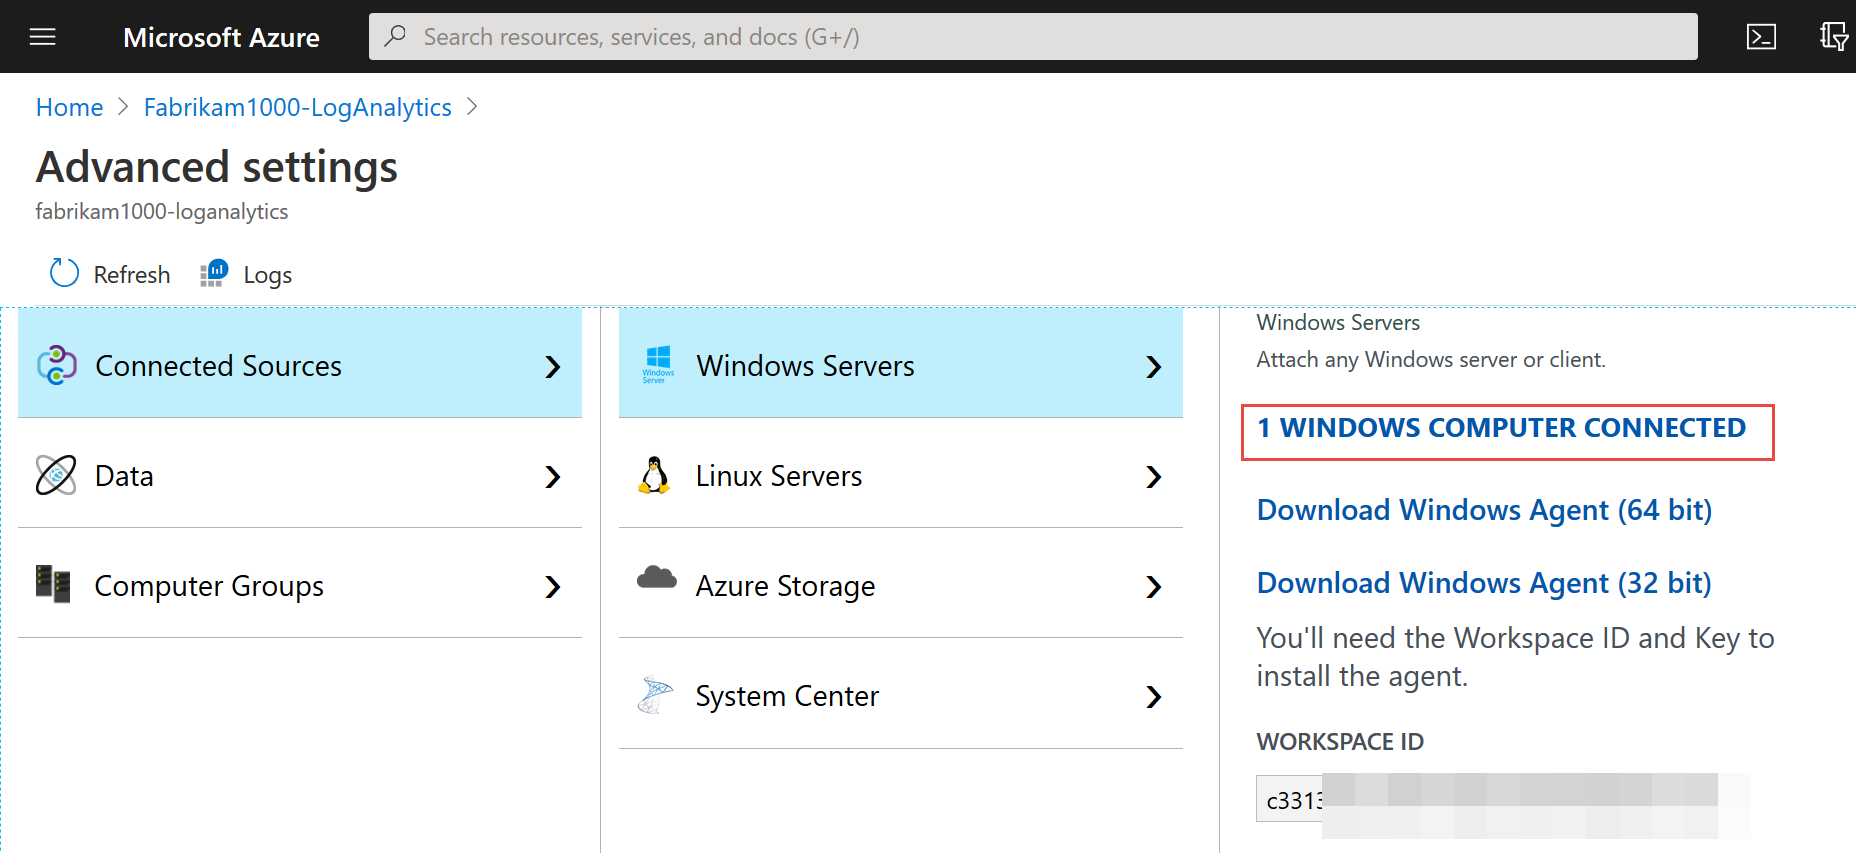 Microsoft Azure
Search resources, services, and docs (G+/)
Home > Fabrikam1000-LogAnalytics >
Advanced settings
fabrikam1000-loganalytics
Refresh
Logs
Connected Sources
Data
Computer Groups
Windows Server
Windows Servers
Linux Servers
Azure Storage
System Center
Windows Servers
Attach any Windows server or client.
1 WINDOWS COMPUTER CONNECTED
Download Windows Agent (64 bit)
Download Windows Agent (32 bit)
You'll need the Workspace ID and Key to
install the agent.
WORKSPACE ID
c3313